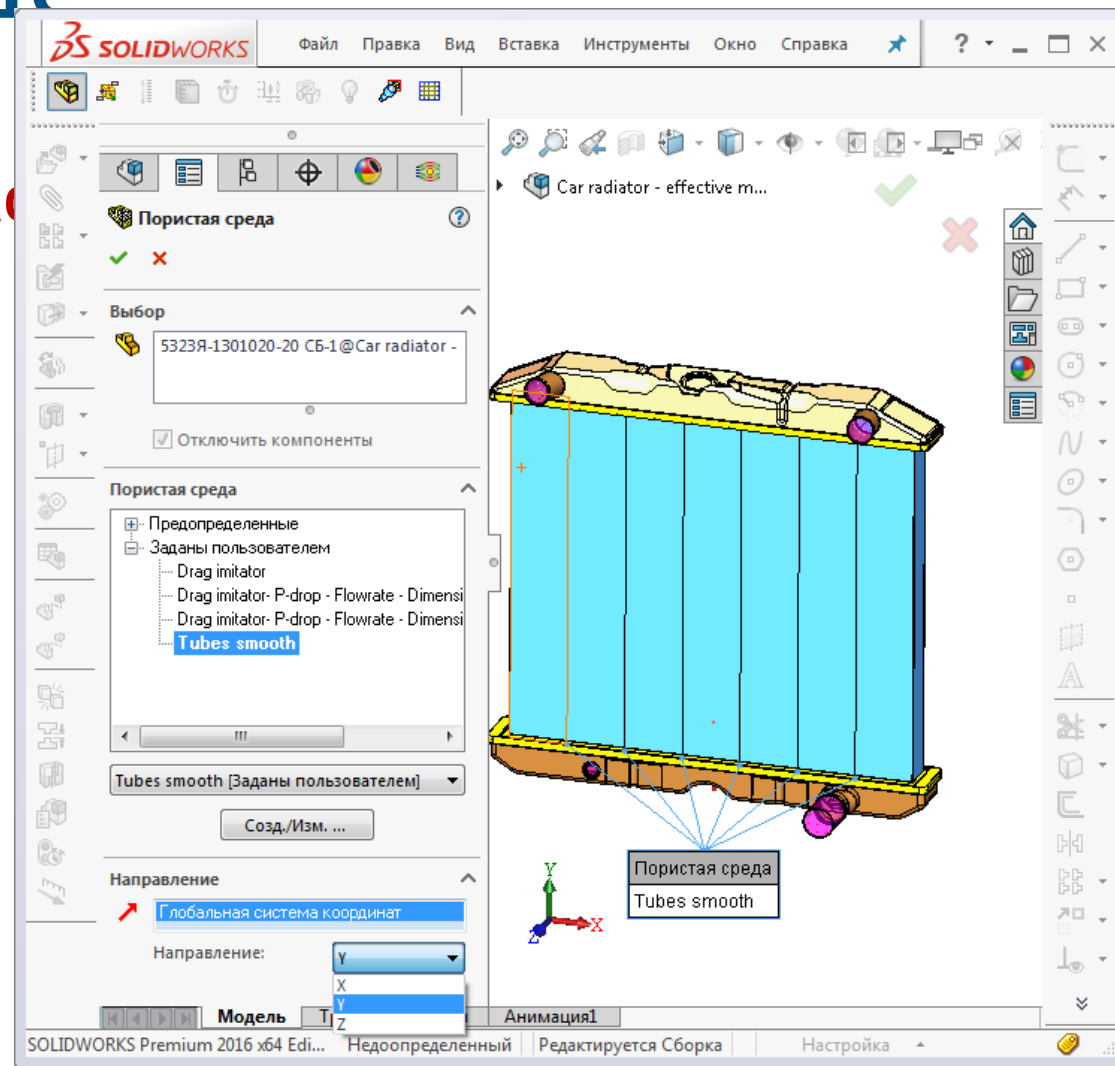 SOLIDWORKS Файл Правка Вид Вставка Инструменты Окно Справка ?
Car radiator - effective m...
Пористая среда
Выбор
5323Я-1301020-20 СБ-1@Car radiator -
Отключить компоненты
Пористая среда
Предопределенные
Заданы пользователем
Drag imitator
Drag imitator- P-drop - Flowrate - Dimensi
Drag imitator- P-drop - Flowrate - Dimensi
Tubes smooth
Tubes smooth [Заданы пользователем]
Созд./Изм. ...
Направление
Глобальная система координат
Направление: Y
X
Y
Z
Пористая среда
Tubes smooth
Y
X
Z
Модель Анимация1
SOLIDWORKS Premium 2016 x64 Edi... Недоопределенный Редактируется Сборка Настройка